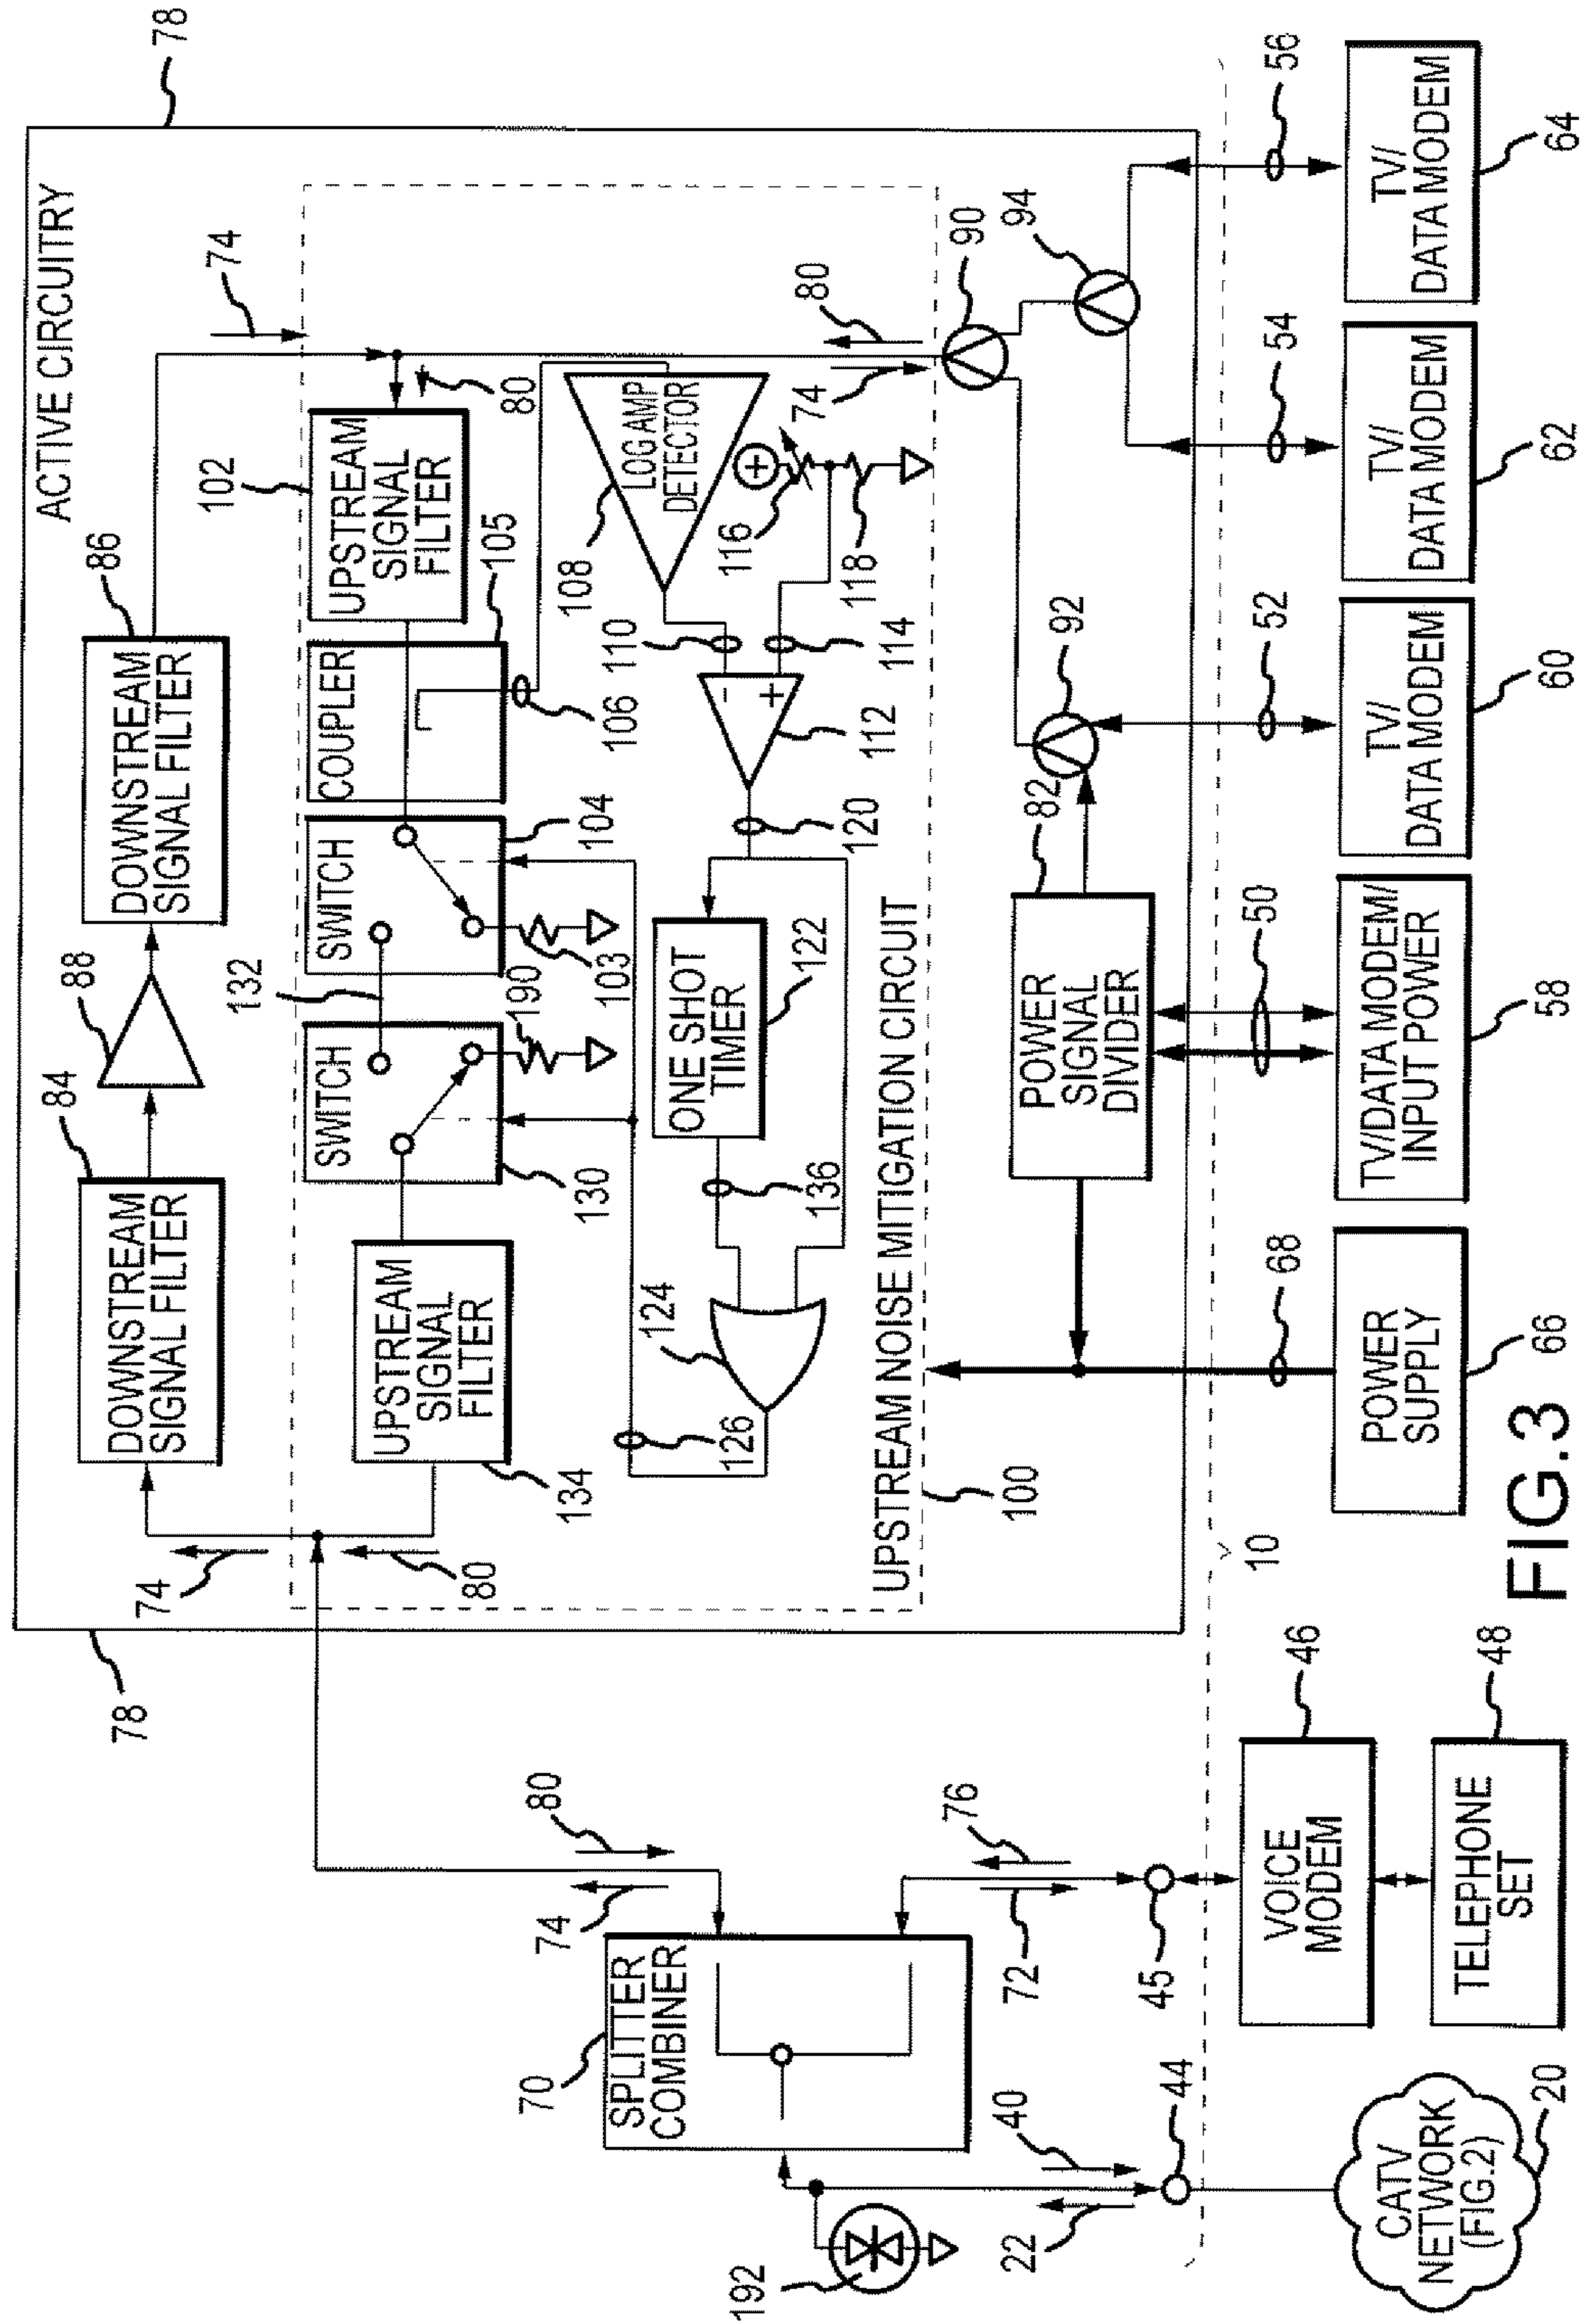 78
ACTIVE CIRCUITRY
74
84
88
86
DOWNSTREAM
SIGNAL FILTER
DOWNSTREAM
SIGNAL FILTER
74
80
134
UPSTREAM
SIGNAL
FILTER
130
SWITCH
190
132
SWITCH
103
104
COUPLER
105
106
102
UPSTREAM
SIGNAL
FILTER
80
108
LOG AMP
DETECTOR
110
112
-
+
114
116
+
118
120
ONE SHOT
TIMER
122
136
124
126
UPSTREAM NOISE MITIGATION CIRCUIT
100
74
80
90
94
92
82
POWER
SIGNAL
DIVIDER
78
80
74
70
SPLITTER
COMBINER
76
72
45
40
22
44
192
10
68
50
52
54
56
CATV
NETWORK
(FIG.2)
20
VOICE
MODEM
46
TELEPHONE
SET
48
POWER
SUPPLY
66
TV/DATA MODEM/
INPUT POWER
58
TV/
DATA MODEM
60
TV/
DATA MODEM
62
TV/
DATA MODEM
64
FIG.3